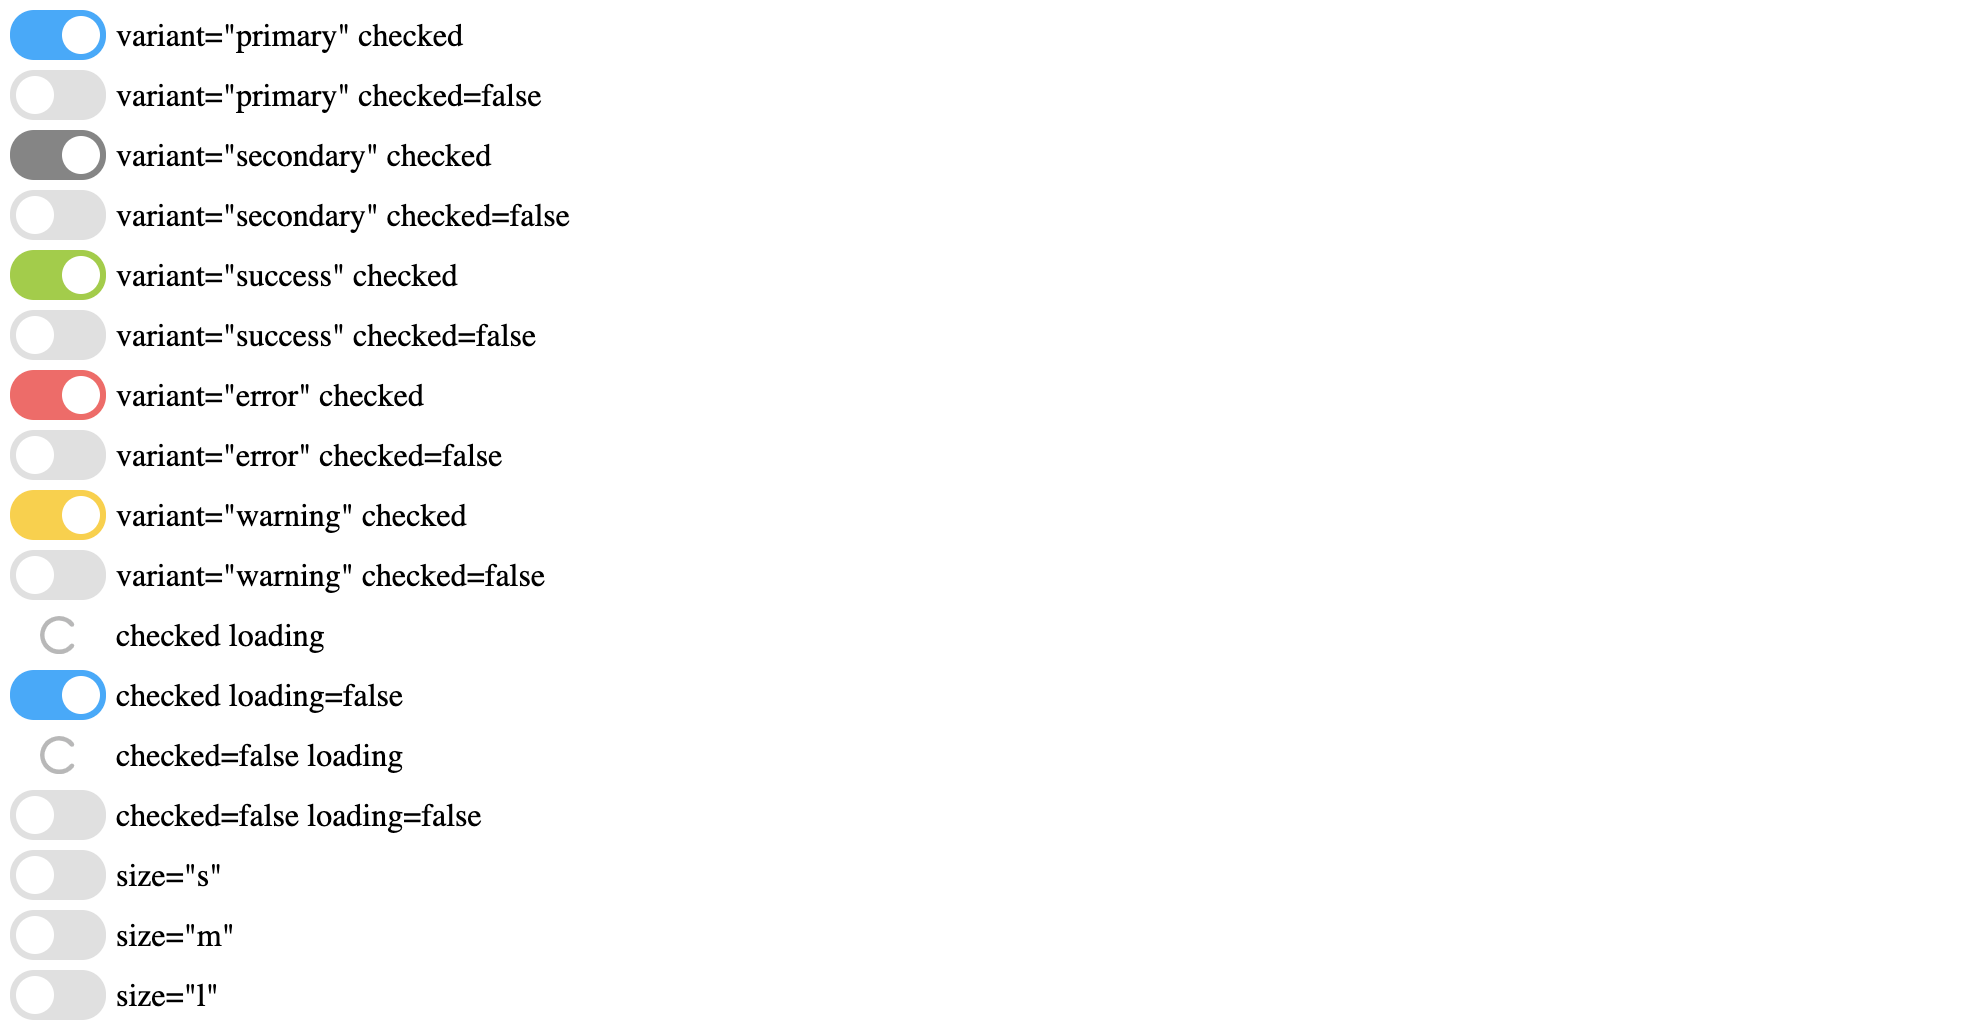 variant="primary" checked
variant="primary" checked=false
variant="secondary" checked
variant="secondary" checked=false
variant="success" checked
variant="success" checked=false
variant="error" checked
variant="error" checked=false
variant="warning" checked
variant="warning" checked=false
checked loading
checked loading=false
checked=false loading
checked=false loading=false
size="s"
size="m"
size="l"